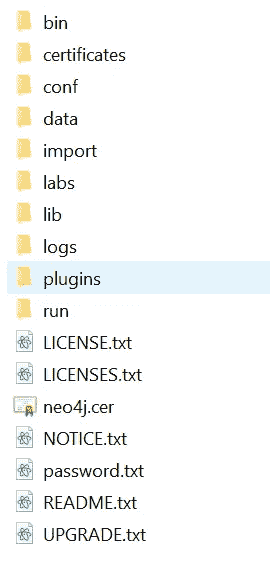 bin
certificates
conf
data
import
labs
lib
logs
plugins
run
LICENSE.txt
LICENSES.txt
neo4j.cer
NOTICE.txt
password.txt
README.txt
UPGRADE.txt